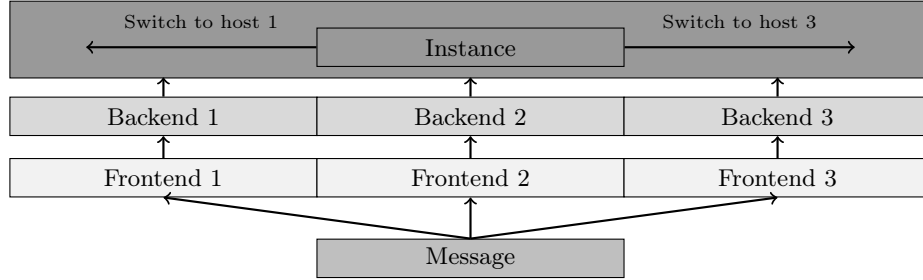 Switch to host 1
Switch to host 3
Instance
Backend 1
Backend 2
Backend 3
Frontend 1
Frontend 2
Frontend 3
Message